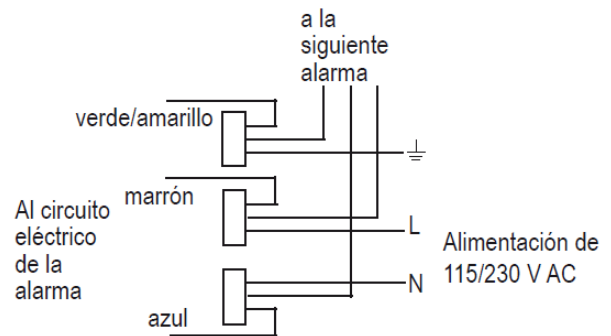 a la
siguiente
alarma
verde/amarillo
marrón
Al circuito
eléctrico
de la
alarma
L
Alimentación de
115/230 V AC
N
azul